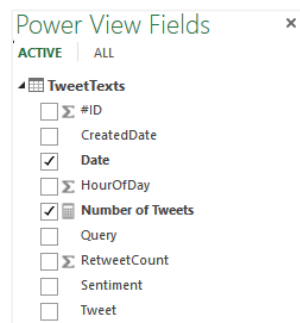 Power View Fields
ACTIVE ALL
TweetTexts
#ID
CreatedDate
Date
HourOfDay
Number of Tweets
Query
RetweetCount
Sentiment
Tweet